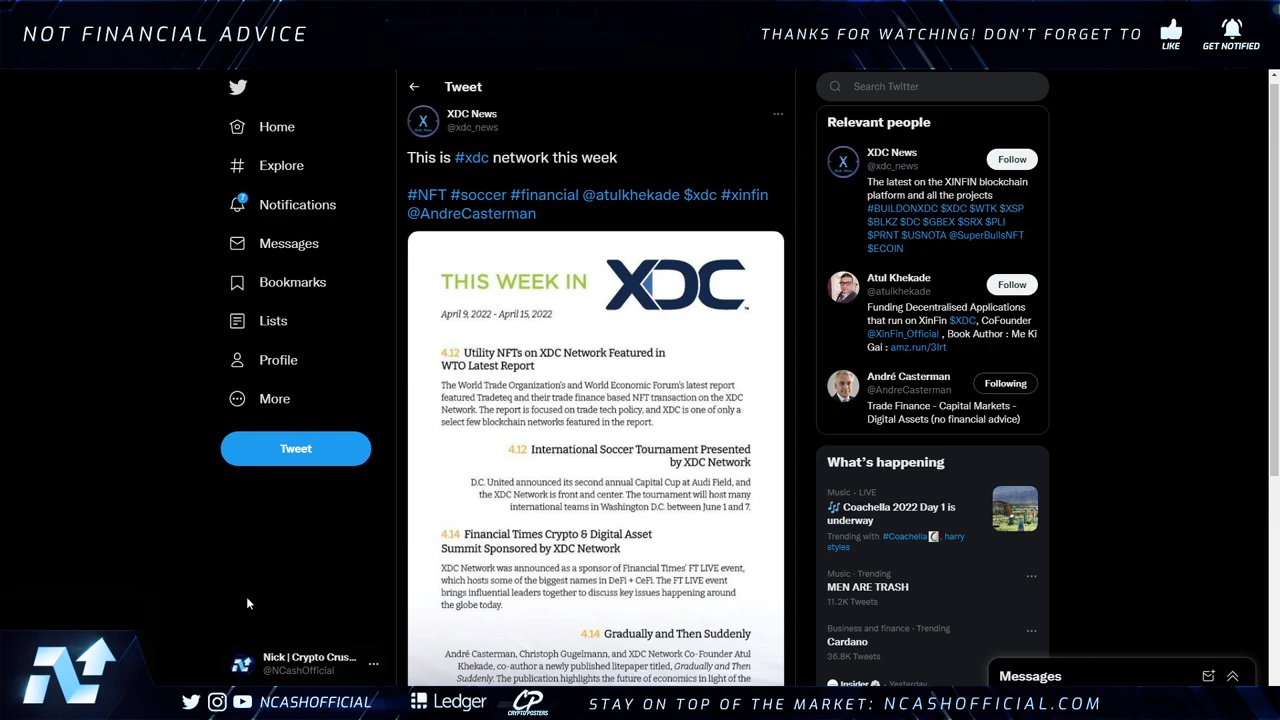 NOT FINANCIAL ADVICE
THANKS FOR WATCHING! DON'T FORGET TO
LIKE
GET NOTIFIED
Home
Explore
7
Notifications
Messages
Bookmarks
Lists
Profile
More
Tweet
Nick | Crypto Crus...
@NCashOfficial
Tweet
XDC News
@xdc_news
This is #xdc network this week
#NFT #soccer #financial @atulkhekade $xdc #xinfin
@AndreCasterman
THIS WEEK IN XDC
April 9, 2022 - April 15, 2022
4.12 Utility NFTs on XDC Network Featured in
WTO Latest Report
The World Trade Organization's and World Economic Forum's latest report
featured Tradeteq and their trade finance based NFT transaction on the XDC
Network. The report is focused on trade tech policy, and XDC is one of only a
select few blockchain networks featured in the report.
4.12 International Soccer Tournament Presented
by XDC Network
D.C. United announced its second annual Capital Cup at Audi Field, and
the XDC Network is front and center. The tournament will host many
international teams in Washington D.C. between June 1 and 7.
4.14 Financial Times Crypto & Digital Asset
Summit Sponsored by XDC Network
XDC Network was announced as a sponsor of Financial Times' FT LIVE event,
which hosts some of the biggest names in DeFi + CeFi. The FT LIVE event
brings influential leaders together to discuss key issues happening around
the globe today.
4.14 Gradually and Then Suddenly
André Casterman, Christoph Gugelmann, and XDC Network Co-Founder Atul
Khekade, co-author a newly published litepaper titled, Gradually and Then
Suddenly. The publication highlights the future of economics in light of the
Search Twitter
Relevant people
XDC News
@xdc_news
Follow
The latest on the XINFIN blockchain
platform and all the projects
#BUILDONXDC $XDC $WTK $XSP
$BLKZ $DC $GBEX $SRX $PLI
$PRNT $USNOTA @SuperBullsNFT
$ECOIN
Atul Khekade
@atulkhekade
Follow
Funding Decentralised Applications
that run on XinFin $XDC, CoFounder
@XinFin_Official , Book Author : Me Ki
Gai : amz.run/3Irt
André Casterman
@AndreCasterman
Following
Trade Finance - Capital Markets -
Digital Assets (no financial advice)
What's happening
Music · LIVE
Coachella 2022 Day 1 is
underway
Trending with #Coachella, harry
styles
Music · Trending
MEN ARE TRASH
11.2K Tweets
Business and finance · Trending
Cardano
36.8K Tweets
Insider · Yesterday
Messages
NCASHOFFICIAL
Ledger
CP CRYPTOPOSTERS
STAY ON TOP OF THE MARKET: NCASHOFFICIAL.COM